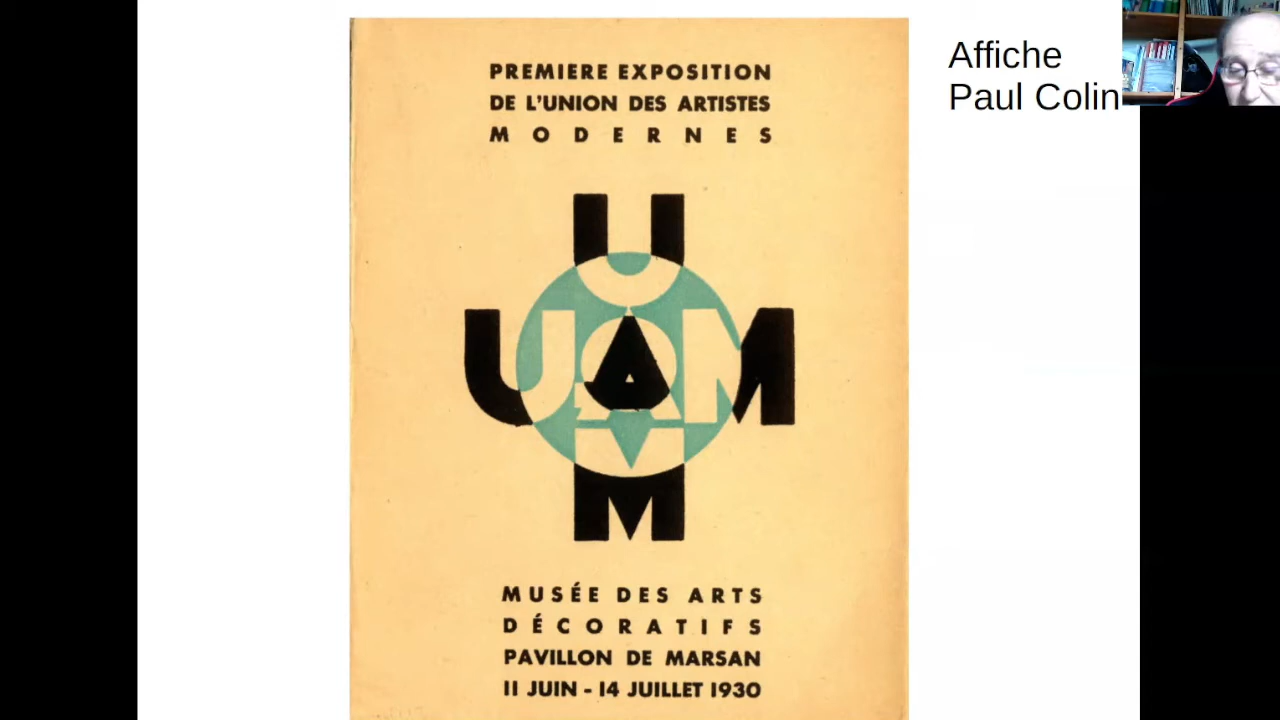 PREMIERE EXPOSITION
DE L'UNION DES ARTISTES
MODERNES
U
UAM
M
MUSÉE DES ARTS
DÉCORATIFS
PAVILLON DE MARSAN
11 JUIN - 14 JUILLET 1930
Affiche
Paul Colin